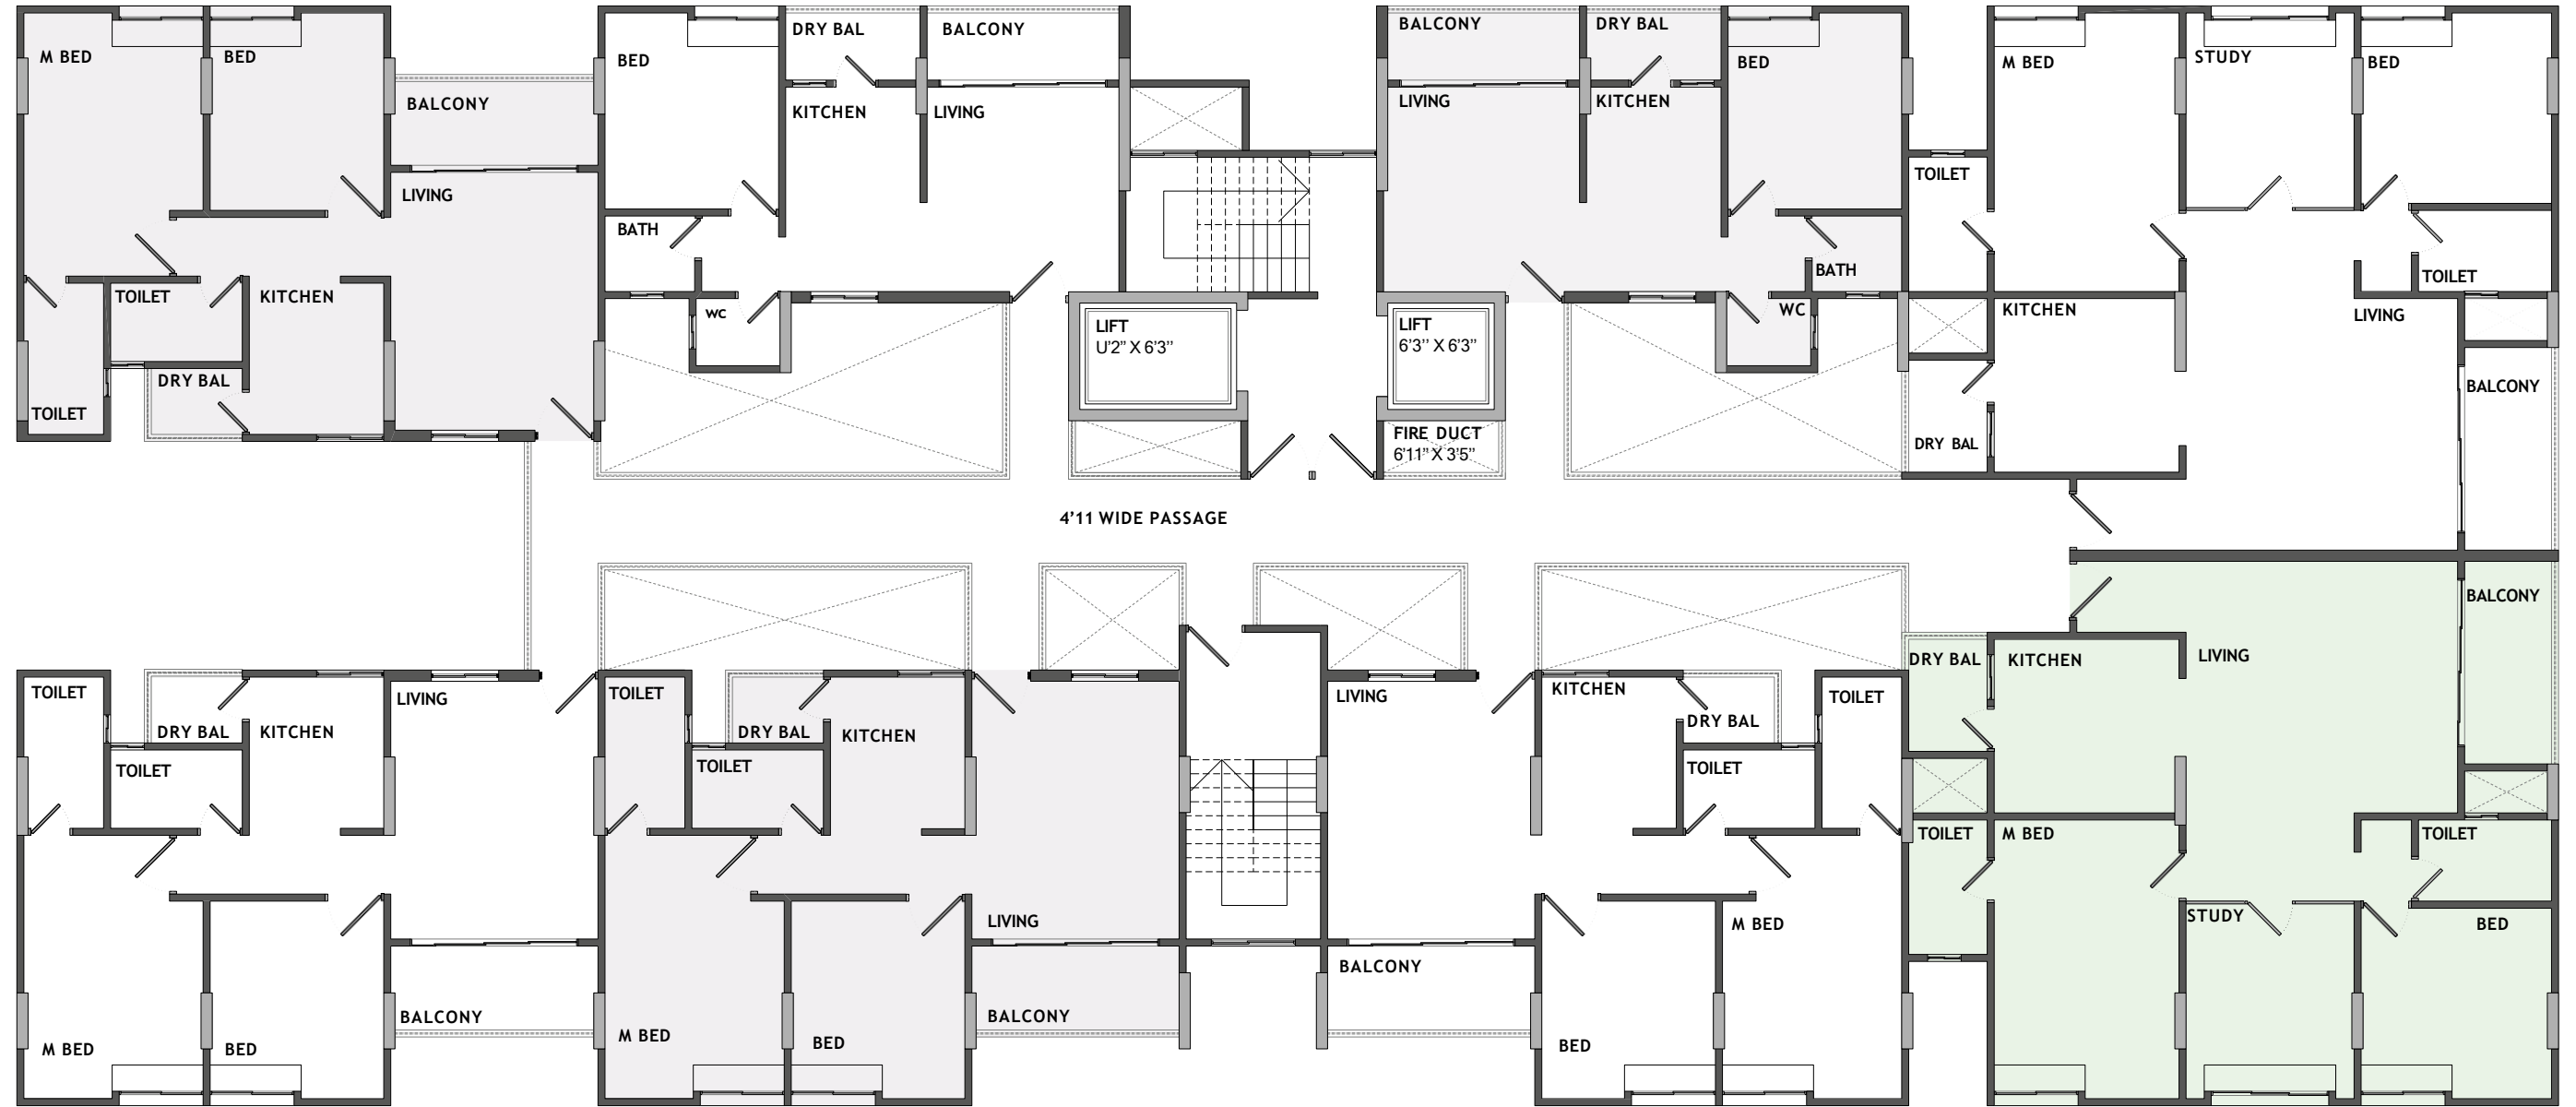 M BED
BED
BALCONY
LIVING
TOILET
KITCHEN
DRY BAL
TOILET
BED
DRY BAL
BALCONY
KITCHEN
LIVING
BATH
WC
LIFT
U'2” X 6'3’’
BALCONY
DRY BAL
BED
LIVING
KITCHEN
BATH
WC
LIFT
6'3’’ X 6'3’’
FIRE DUCT
6'11” X 3'5’’
M BED
STUDY
BED
TOILET
TOILET
KITCHEN
LIVING
BALCONY
DRY BAL
4’11 WIDE PASSAGE
TOILET
LIVING
DRY BAL
KITCHEN
TOILET
BALCONY
M BED
BED
TOILET
DRY BAL
KITCHEN
TOILET
LIVING
BALCONY
M BED
BED
LIVING
KITCHEN
TOILET
DRY BAL
TOILET
M BED
BALCONY
BED
BALCONY
DRY BAL
KITCHEN
LIVING
TOILET
M BED
TOILET
STUDY
BED